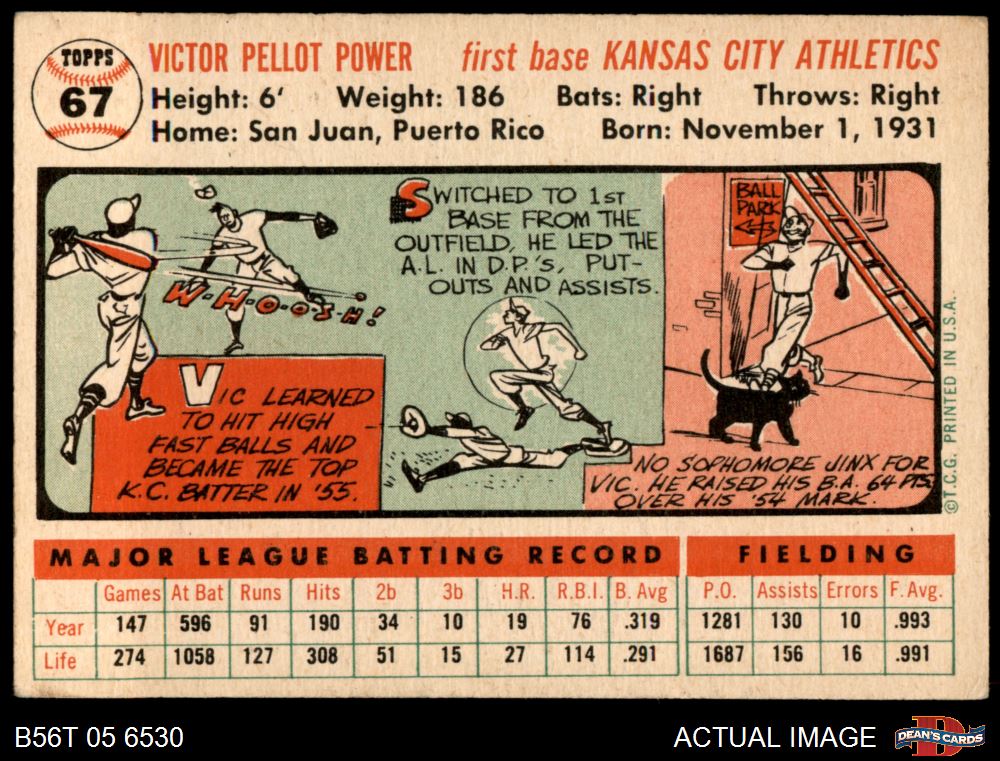 TOPPS
67
VICTOR PELLOT POWER first base KANSAS CITY ATHLETICS
Height: 6' Weight: 186 Bats: Right Throws: Right
Home: San Juan, Puerto Rico Born: November 1, 1931
W-H-O-O-S-H!
VIC LEARNED
TO HIT HIGH
FAST BALLS AND
BECAME THE TOP
K.C. BATTER IN '55.
SWITCHED TO 1ST
BASE FROM THE
OUTFIELD, HE LED THE
A.L. IN D.P.'S, PUT-
OUTS AND ASSISTS.
BALL
PARK
NO SOPHOMORE JINX FOR
VIC. HE RAISED HIS B.A. 64 PTS.
OVER HIS '54 MARK.
©T.C.G. PRINTED IN U.S.A.
MAJOR LEAGUE BATTING RECORD FIELDING
Games At Bat Runs Hits 2b 3b H.R. R.B.I. B. Avg P.O. Assists Errors F. Avg.
Year 147 596 91 190 34 10 19 76 .319 1281 130 10 .993
Life 274 1058 127 308 51 15 27 114 .291 1687 156 16 .991
B56T 05 6530 ACTUAL IMAGE DEAN'S CARDS